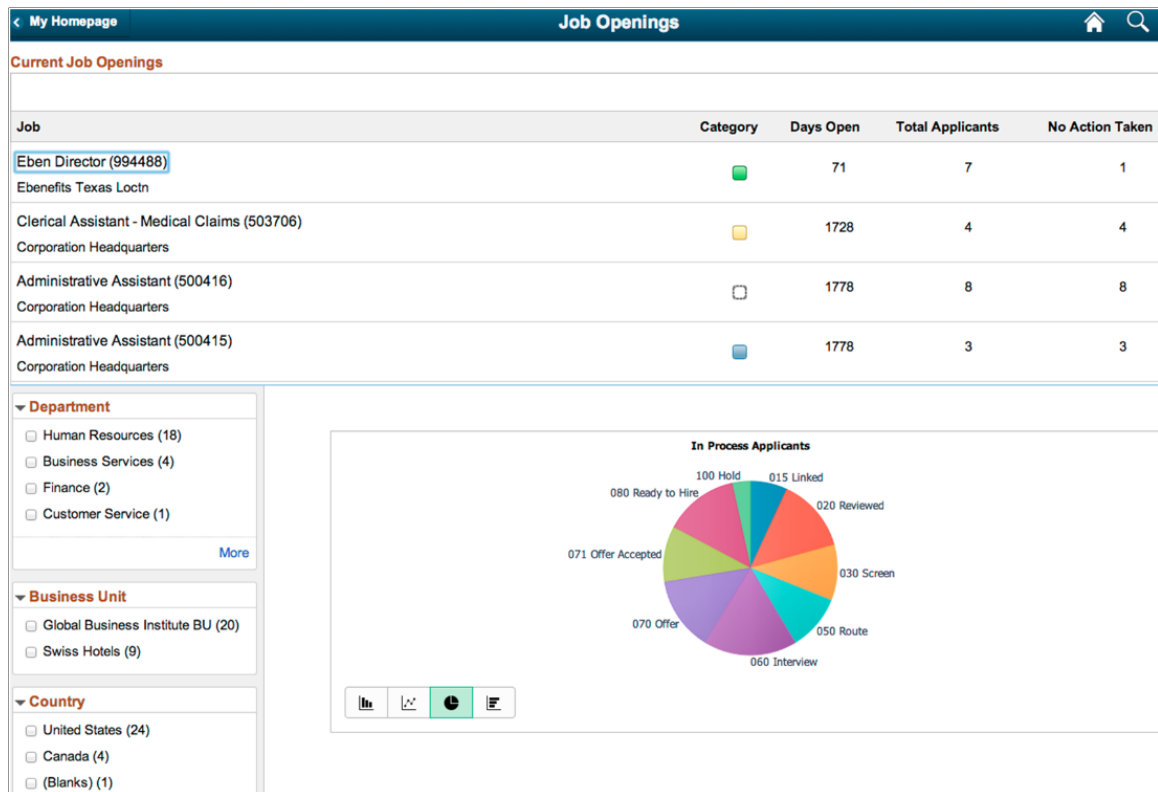 My Homepage
Job Openings
Current Job Openings
Job Category Days Open Total Applicants No Action Taken
Eben Director (994488) 71 7 1
Ebenefits Texas Loctn
Clerical Assistant - Medical Claims (503706) 1728 4 4
Corporation Headquarters
Administrative Assistant (500416) 1778 8 8
Corporation Headquarters
Administrative Assistant (500415) 1778 3 3
Corporation Headquarters
Department
Human Resources (18)
Business Services (4)
Finance (2)
Customer Service (1)
More
Business Unit
Global Business Institute BU (20)
Swiss Hotels (9)
Country
United States (24)
Canada (4)
(Blanks) (1)
In Process Applicants
100 Hold
015 Linked
080 Ready to Hire
020 Reviewed
071 Offer Accepted
030 Screen
070 Offer
050 Route
060 Interview